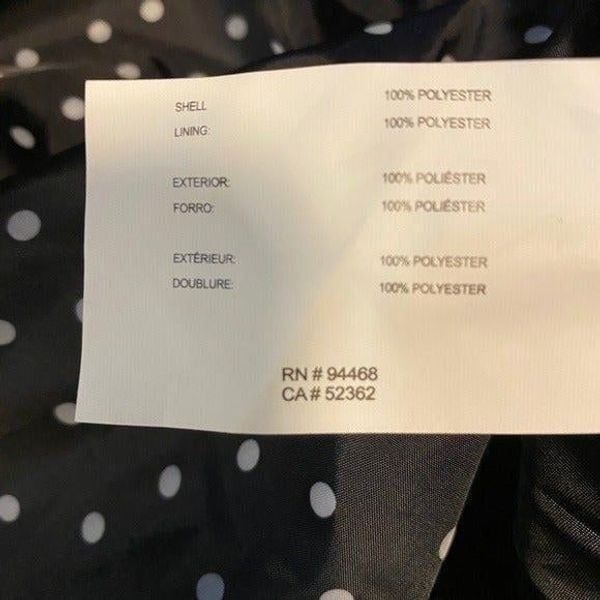 SHELL 100% POLYESTER
LINING: 100% POLYESTER
EXTERIOR: 100% POLIÉSTER
FORRO: 100% POLIÉSTER
EXTÉRIEUR: 100% POLYESTER
DOUBLURE: 100% POLYESTER
RN # 94468
CA # 52362